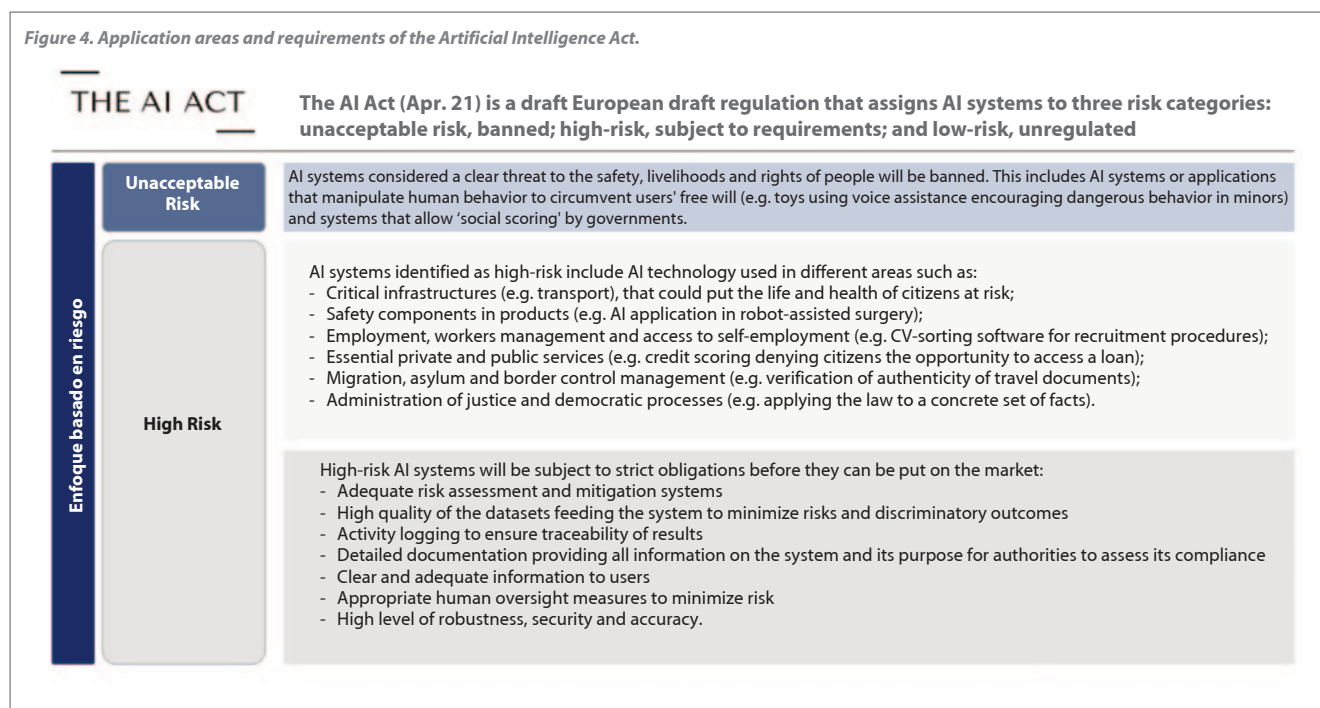 Figure 4. Application areas and requirements of the Artificial Intelligence Act.
THE AI ACT
The AI Act (Apr. 21) is a draft European draft regulation that assigns AI systems to three risk categories:
unacceptable risk, banned; high-risk, subject to requirements; and low-risk, unregulated
Enfoque basado en riesgo
Unacceptable
Risk
AI systems considered a clear threat to the safety, livelihoods and rights of people will be banned. This includes AI systems or applications
that manipulate human behavior to circumvent users' free will (e.g. toys using voice assistance encouraging dangerous behavior in minors)
and systems that allow ‘social scoring' by governments.
High Risk
AI systems identified as high-risk include AI technology used in different areas such as:
- Critical infrastructures (e.g. transport), that could put the life and health of citizens at risk;
- Safety components in products (e.g. AI application in robot-assisted surgery);
- Employment, workers management and access to self-employment (e.g. CV-sorting software for recruitment procedures);
- Essential private and public services (e.g. credit scoring denying citizens the opportunity to access a loan);
- Migration, asylum and border control management (e.g. verification of authenticity of travel documents);
- Administration of justice and democratic processes (e.g. applying the law to a concrete set of facts).
High-risk AI systems will be subject to strict obligations before they can be put on the market:
- Adequate risk assessment and mitigation systems
- High quality of the datasets feeding the system to minimize risks and discriminatory outcomes
- Activity logging to ensure traceability of results
- Detailed documentation providing all information on the system and its purpose for authorities to assess its compliance
- Clear and adequate information to users
- Appropriate human oversight measures to minimize risk
- High level of robustness, security and accuracy.